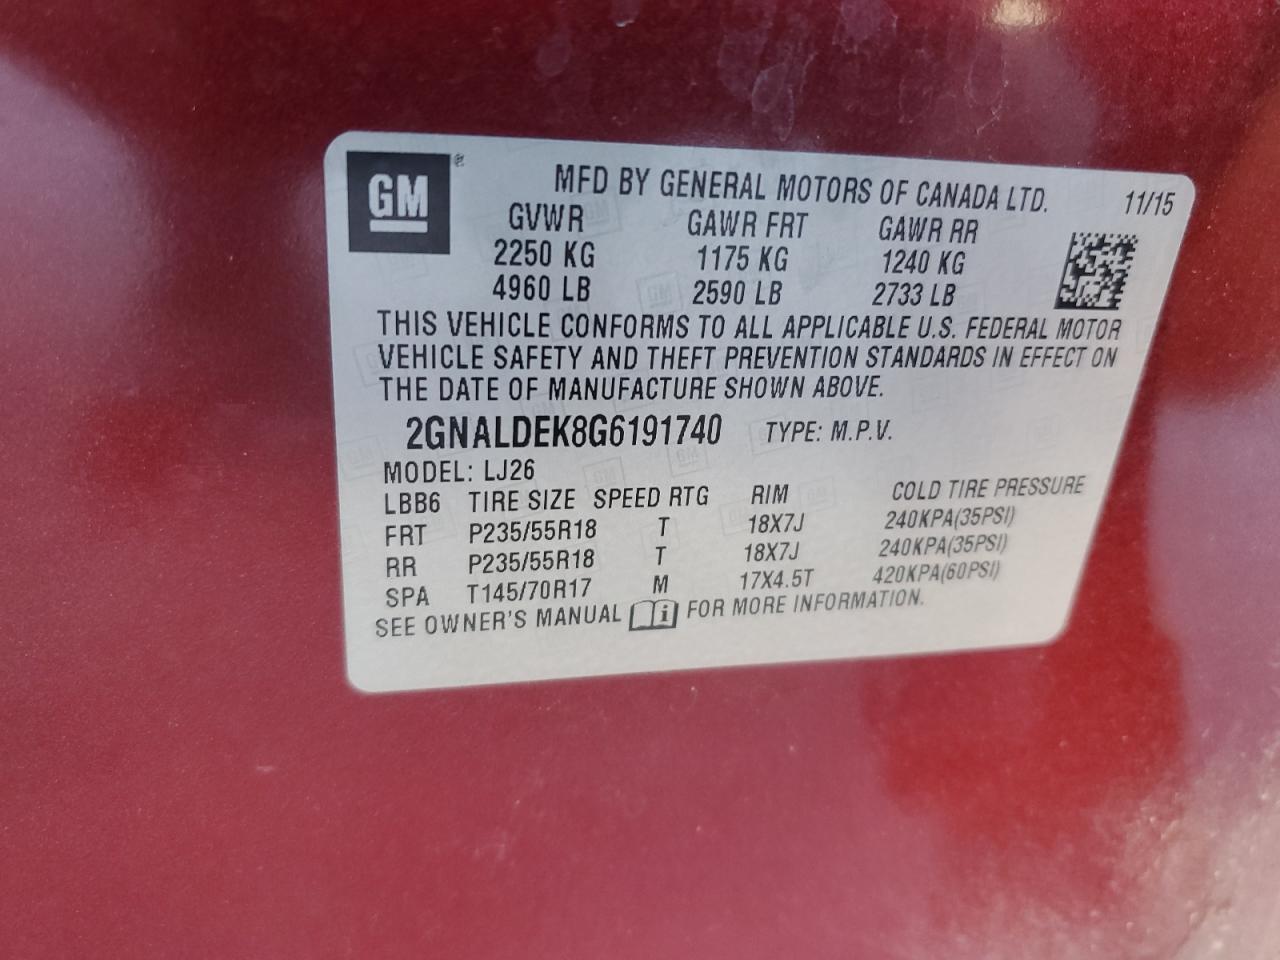 GM ®
MFD BY GENERAL MOTORS OF CANADA LTD. 11/15
GVWR GAWR FRT GAWR RR
2250 KG 1175 KG 1240 KG
4960 LB 2590 LB 2733 LB
THIS VEHICLE CONFORMS TO ALL APPLICABLE U.S. FEDERAL MOTOR
VEHICLE SAFETY AND THEFT PREVENTION STANDARDS IN EFFECT ON
THE DATE OF MANUFACTURE SHOWN ABOVE.
2GNALDEK8G6191740 TYPE: M.P.V.
MODEL: LJ26
LBB6 TIRE SIZE SPEED RTG RIM COLD TIRE PRESSURE
FRT P235/55R18 T 18X7J 240KPA(35PSI)
RR P235/55R18 T 18X7J 240KPA(35PSI)
SPA T145/70R17 M 17X4.5T 420KPA(60PSI)
SEE OWNER'S MANUAL i FOR MORE INFORMATION.